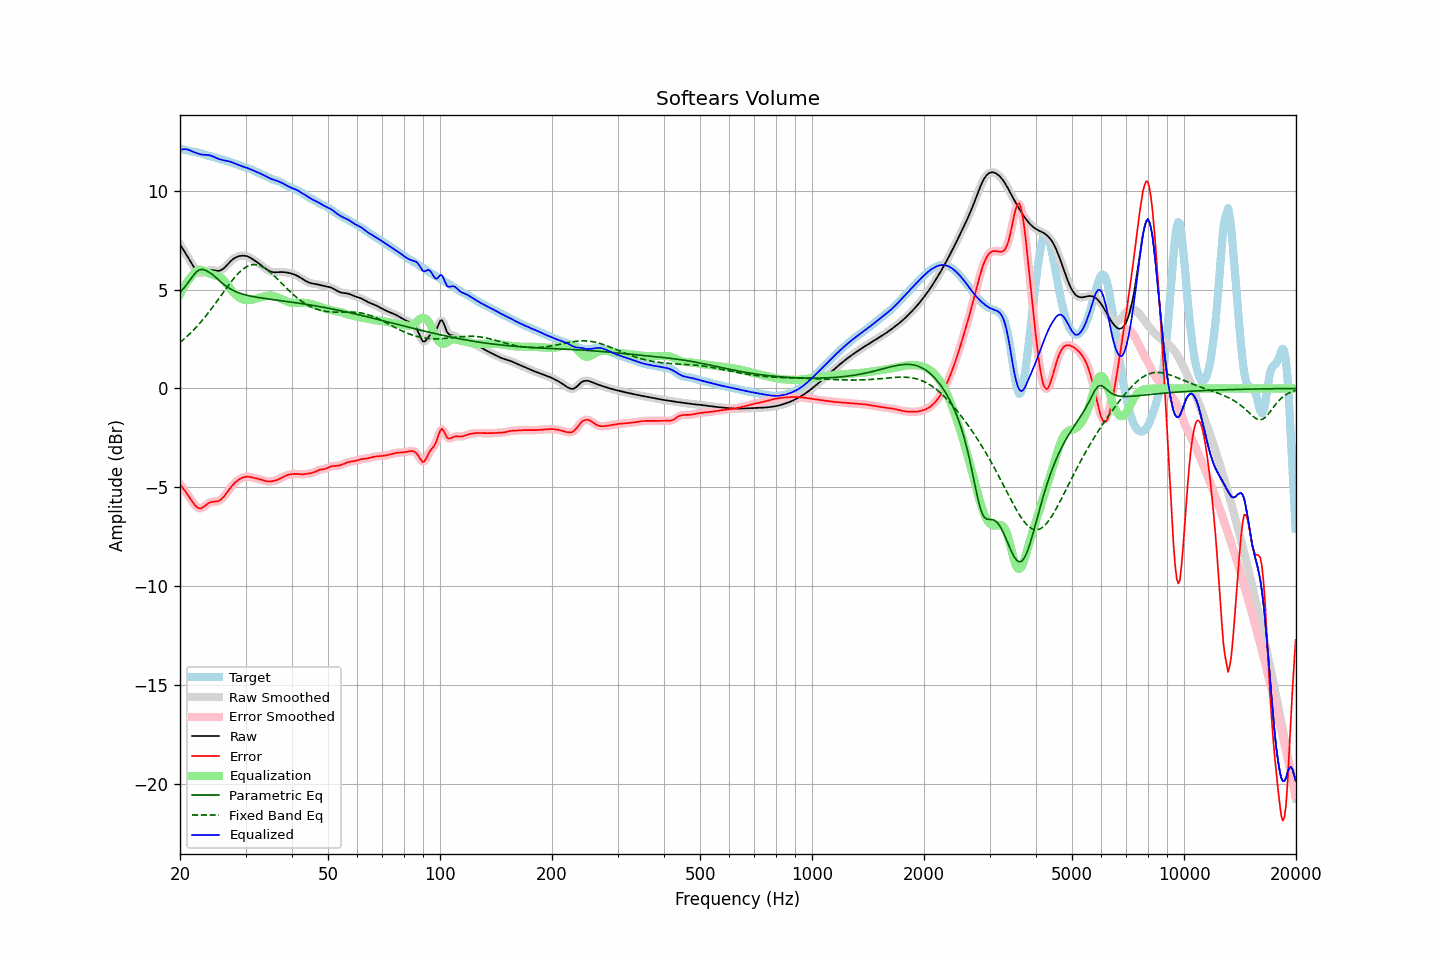 Softears Volume
Amplitude (dBr)
10
5
0
−5
−10
−15
−20
Target
Raw Smoothed
Error Smoothed
Raw
Error
Equalization
Parametric Eq
Fixed Band Eq
Equalized
20 50 100 200 500 1000 2000 5000 10000 20000
Frequency (Hz)